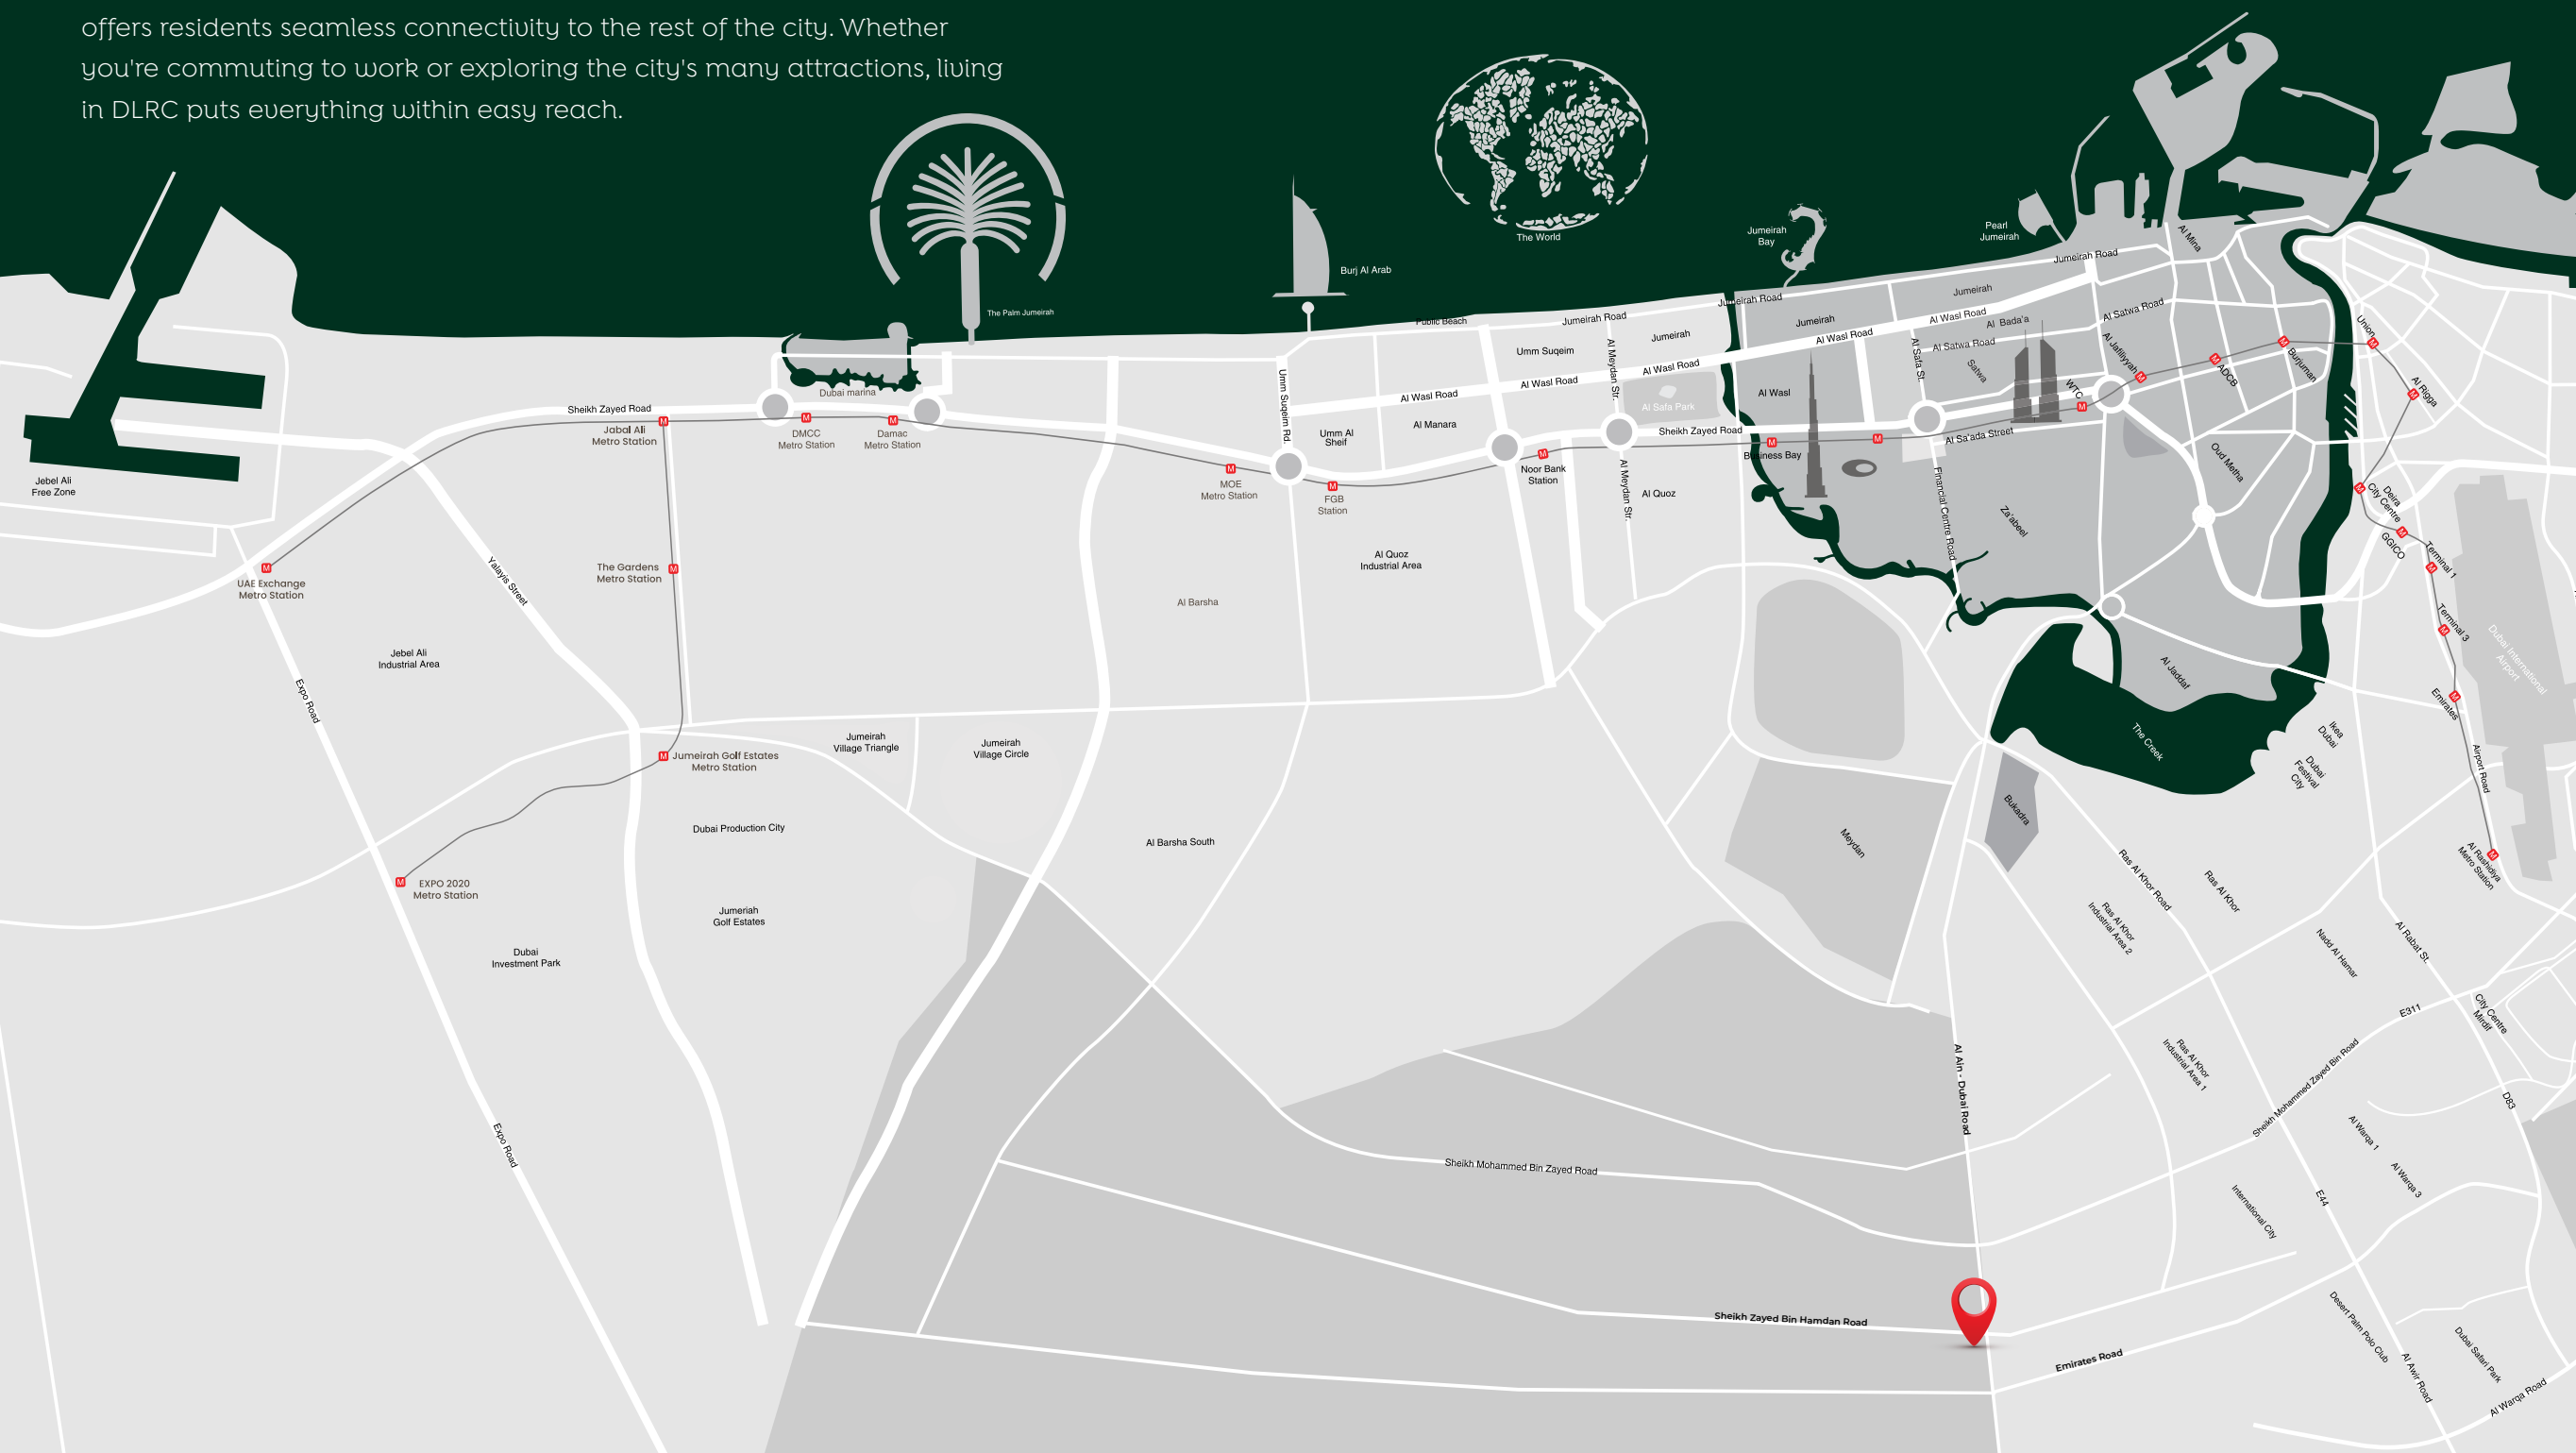 offers residents seamless connectivity to the rest of the city. Whether
you're commuting to work or exploring the city's many attractions, living
in DLRC puts everything within easy reach.
The World
Jumeirah
Bay
Pearl
Jumeirah
Al Mina
Burj Al Arab
The Palm Jumeirah
Jumeirah Road
Jumeirah
Jumeirah Road
Public Beach
Jumeirah Road
Jumeirah
Jumeirah
Al Wasl Road
Al Bada'a
Al Satwa Road
Umm Suqeim
Al Wasl Road
Al Satwa Road
Al Jafiliyyah
Union
Burjuman
ADCB
Al Rigga
Satwa
WTC
Al Safa St.
Al Meydan Str.
Al Wasl Road
Al Wasl Road
Al Wasl Road
Al Wasl
Al Safa Park
Umm Suqeim Rd.
Dubai marina
Sheikh Zayed Road
Jabal Ali
Metro Station
DMCC
Metro Station
Damac
Metro Station
Umm Al
Sheif
Al Manara
Sheikh Zayed Road
Al Sa'ada Street
Business Bay
Oud Metha
Jebel Ali
Free Zone
MOE
Metro Station
FGB
Station
Noor Bank
Station
Al Meydan Str.
Al Quoz
Financial Centre Road
Za'abeel
Deira
City Centre
GGICO
Terminal 1
Terminal 3
Dubai International
Airport
UAE Exchange
Metro Station
Yalayis Street
The Gardens
Metro Station
Al Quoz
Industrial Area
Al Barsha
Jebel Ali
Industrial Area
Expo Road
Al Jaddaf
Emirates
The Creek
Ikea
Dubai
Dubai
Festival
City
Airport Road
Jumeirah
Village Triangle
Jumeirah
Village Circle
Jumeirah Golf Estates
Metro Station
Dubai Production City
Al Barsha South
Meydan
Bukadra
Al Rashidiya
Metro Station
EXPO 2020
Metro Station
Jumeriah
Golf Estates
Ras Al Khor Road
Ras Al Khor
Ras Al Khor
Industrial Area 2
Nadd Al Hamar
Al Rabat St.
Dubai
Investment Park
E311
City Centre
Mirdif
Ras Al Khor
Industrial Area 1
Sheikh Mohammed Zayed Bin Road
D83
Al Ain - Dubai Road
Expo Road
Sheikh Mohammed Bin Zayed Road
Al Warqa 1
Al Warqa 3
International City
E44
Sheikh Zayed Bin Hamdan Road
Emirates Road
Desert Palm Polo Club
Dubai Safari Park
Al Awir Road
Al Warqa Road